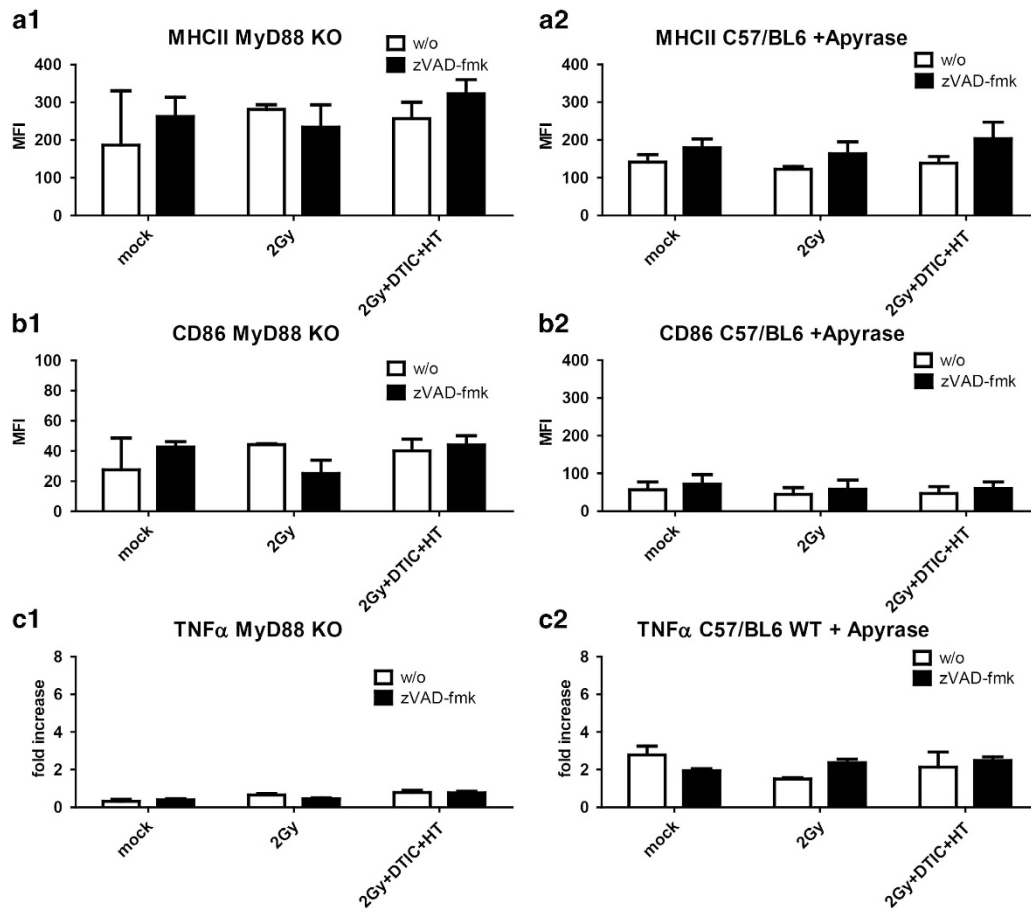 a1
MHCII MyD88 KO
w/o
zVAD-fmk
400
300
200
100
0
MFI
mock
2Gy
2Gy+DTIC+HT
a2
MHCII C57/BL6 +Apyrase
w/o
zVAD-fmk
400
300
200
100
0
MFI
mock
2Gy
2Gy+DTIC+HT
b1
CD86 MyD88 KO
w/o
zVAD-fmk
100
80
60
40
20
0
MFI
mock
2Gy
2Gy+DTIC+HT
b2
CD86 C57/BL6 +Apyrase
w/o
zVAD-fmk
400
300
200
100
0
MFI
mock
2Gy
2Gy+DTIC+HT
c1
TNFα MyD88 KO
w/o
zVAD-fmk
8
6
4
2
0
fold increase
mock
2Gy
2Gy+DTIC+HT
c2
TNFα C57/BL6 WT + Apyrase
w/o
zVAD-fmk
8
6
4
2
0
fold increase
mock
2Gy
2Gy+DTIC+HT